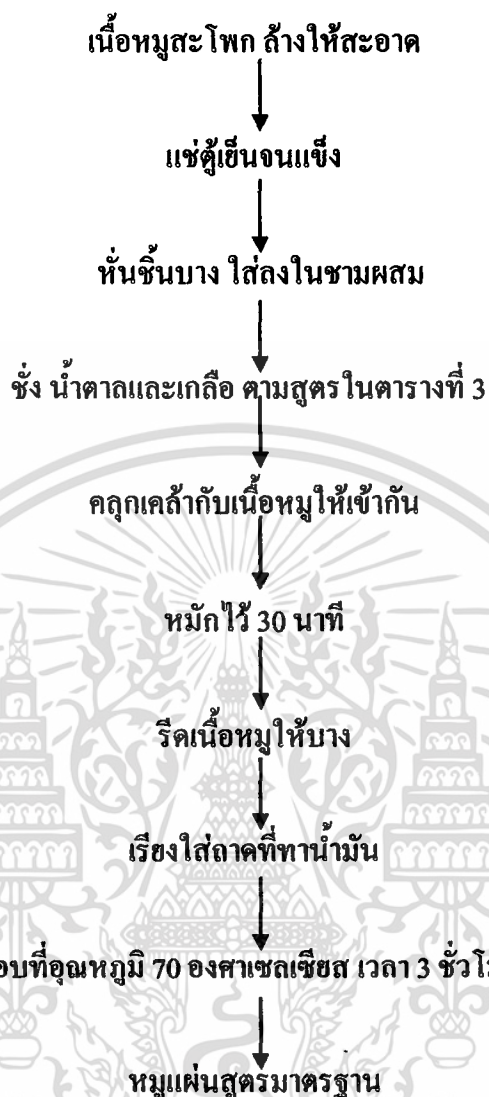 เนื้อหมูสะโพก ล้างให้สะอาด
แช่ตู้เย็นจนแข็ง
หั่นชิ้นบาง ใส่ลงในชามผสม
ชั่ง น้ำตาลและเกลือ ตามสูตรในตารางที่ 3
คลุกเคล้ากับเนื้อหมูให้เข้ากัน
หมักไว้ 30 นาที
รีดเนื้อหมูให้บาง
เรียงใส่ถาดที่ทาน้ำมัน
อบที่อุณหภูมิ 70 องศาเซลเซียส เวลา 3
หมูแผ่นสูตรมาตรฐาน